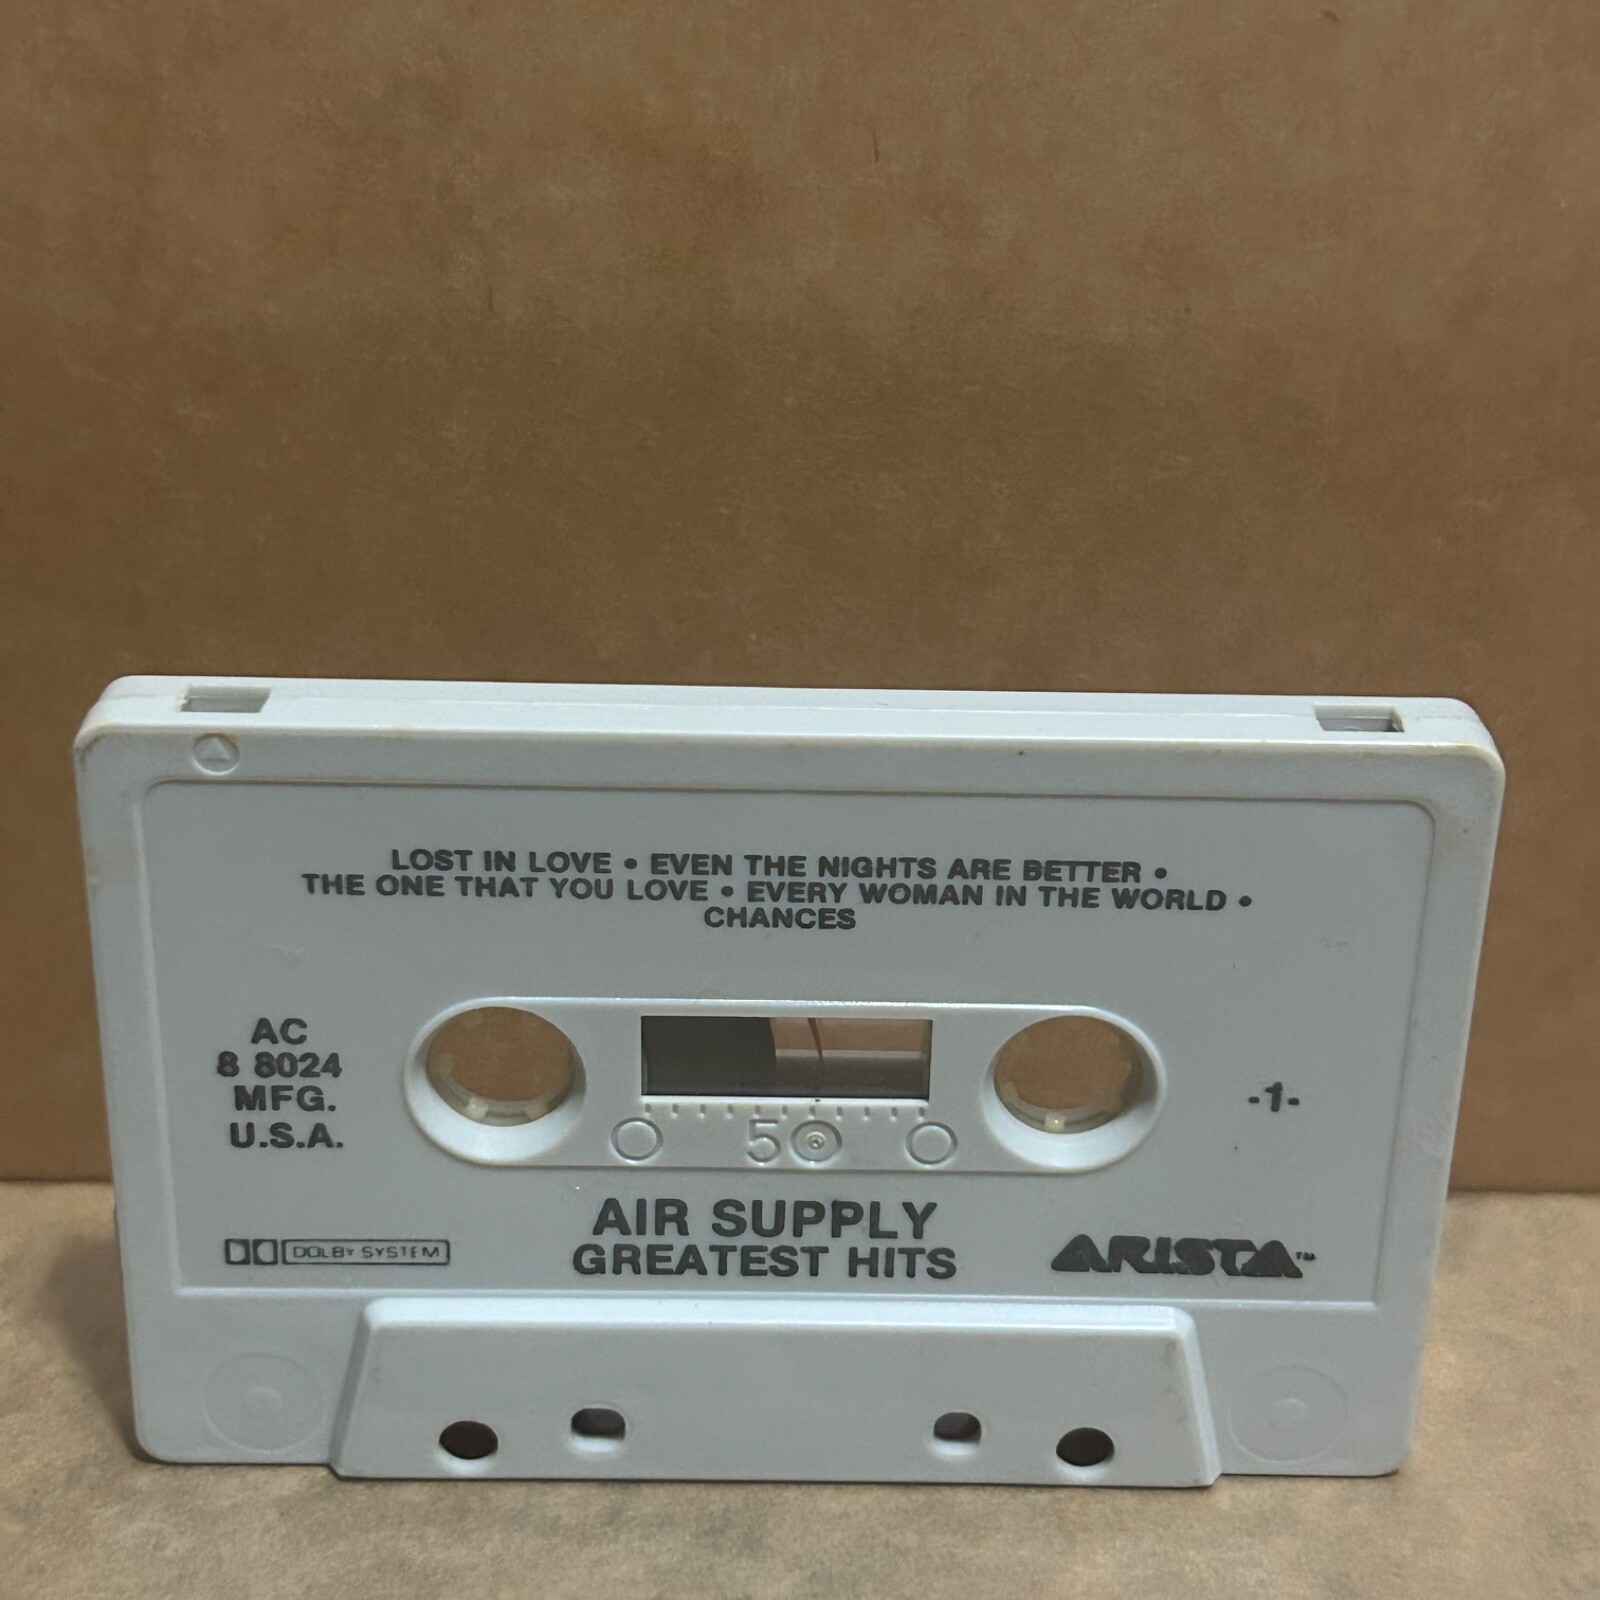 LOST IN LOVE • EVEN THE NIGHTS ARE BETTER •
THE ONE THAT YOU LOVE • EVERY WOMAN IN THE WORLD •
CHANCES
AC
8 8024
MFG.
U.S.A.
-1-
50
AIR SUPPLY
GREATEST HITS
DOLBY SYSTEM
ARISTA™